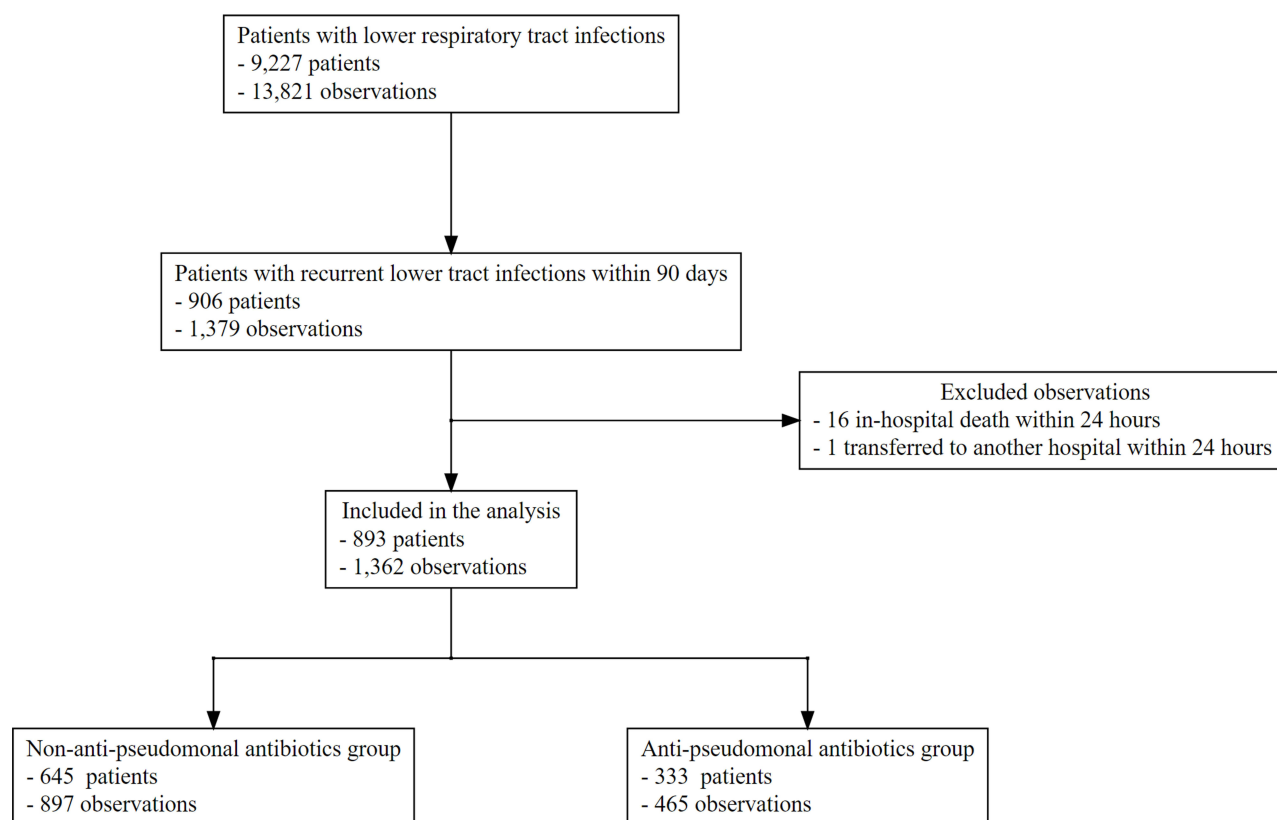 Patients with lower respiratory tract infections
- 9,227 patients
- 13,821 observations
Patients with recurrent lower tract infections within 90 days
- 906 patients
- 1,379 observations
Excluded observations
- 16 in-hospital death within 24 hours
- 1 transferred to another hospital within 24 hours
Included in the analysis
- 893 patients
- 1,362 observations
Non-anti-pseudomonal antibiotics group
- 645  patients
- 897 observations
Anti-pseudomonal antibiotics group
- 333  patients
- 465 observations